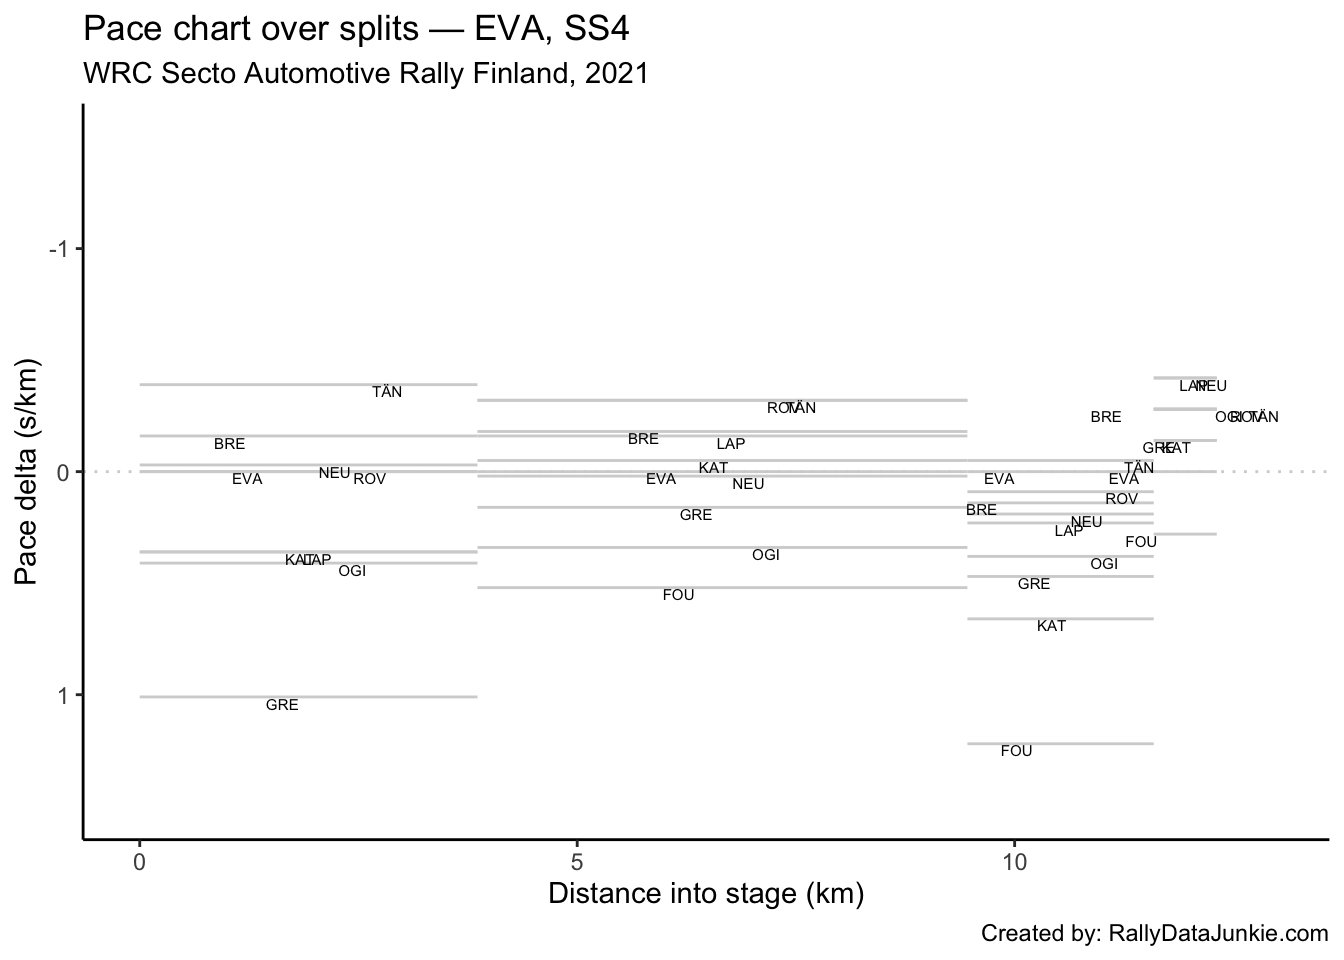 Pace chart over splits — EVA, SS4
WRC Secto Automotive Rally Finland, 2021
Pace delta (s/km)
-1
0
1
TÄN
BRE
NEU
EVA
ROV
KAT
LAP
OGI
GRE
ROV
TÄN
BRE
LAP
KAT
EVA
NEU
GRE
OGI
FOU
TÄN
EVA
ROV
BRE
NEU
LAP
OGI
GRE
KAT
FOU
LAP
NEU
BRE
OGI
ROV
TÄN
GRE
KAT
EVA
FOU
0
5
10
Distance into stage (km)
Created by: RallyDataJunkie.com